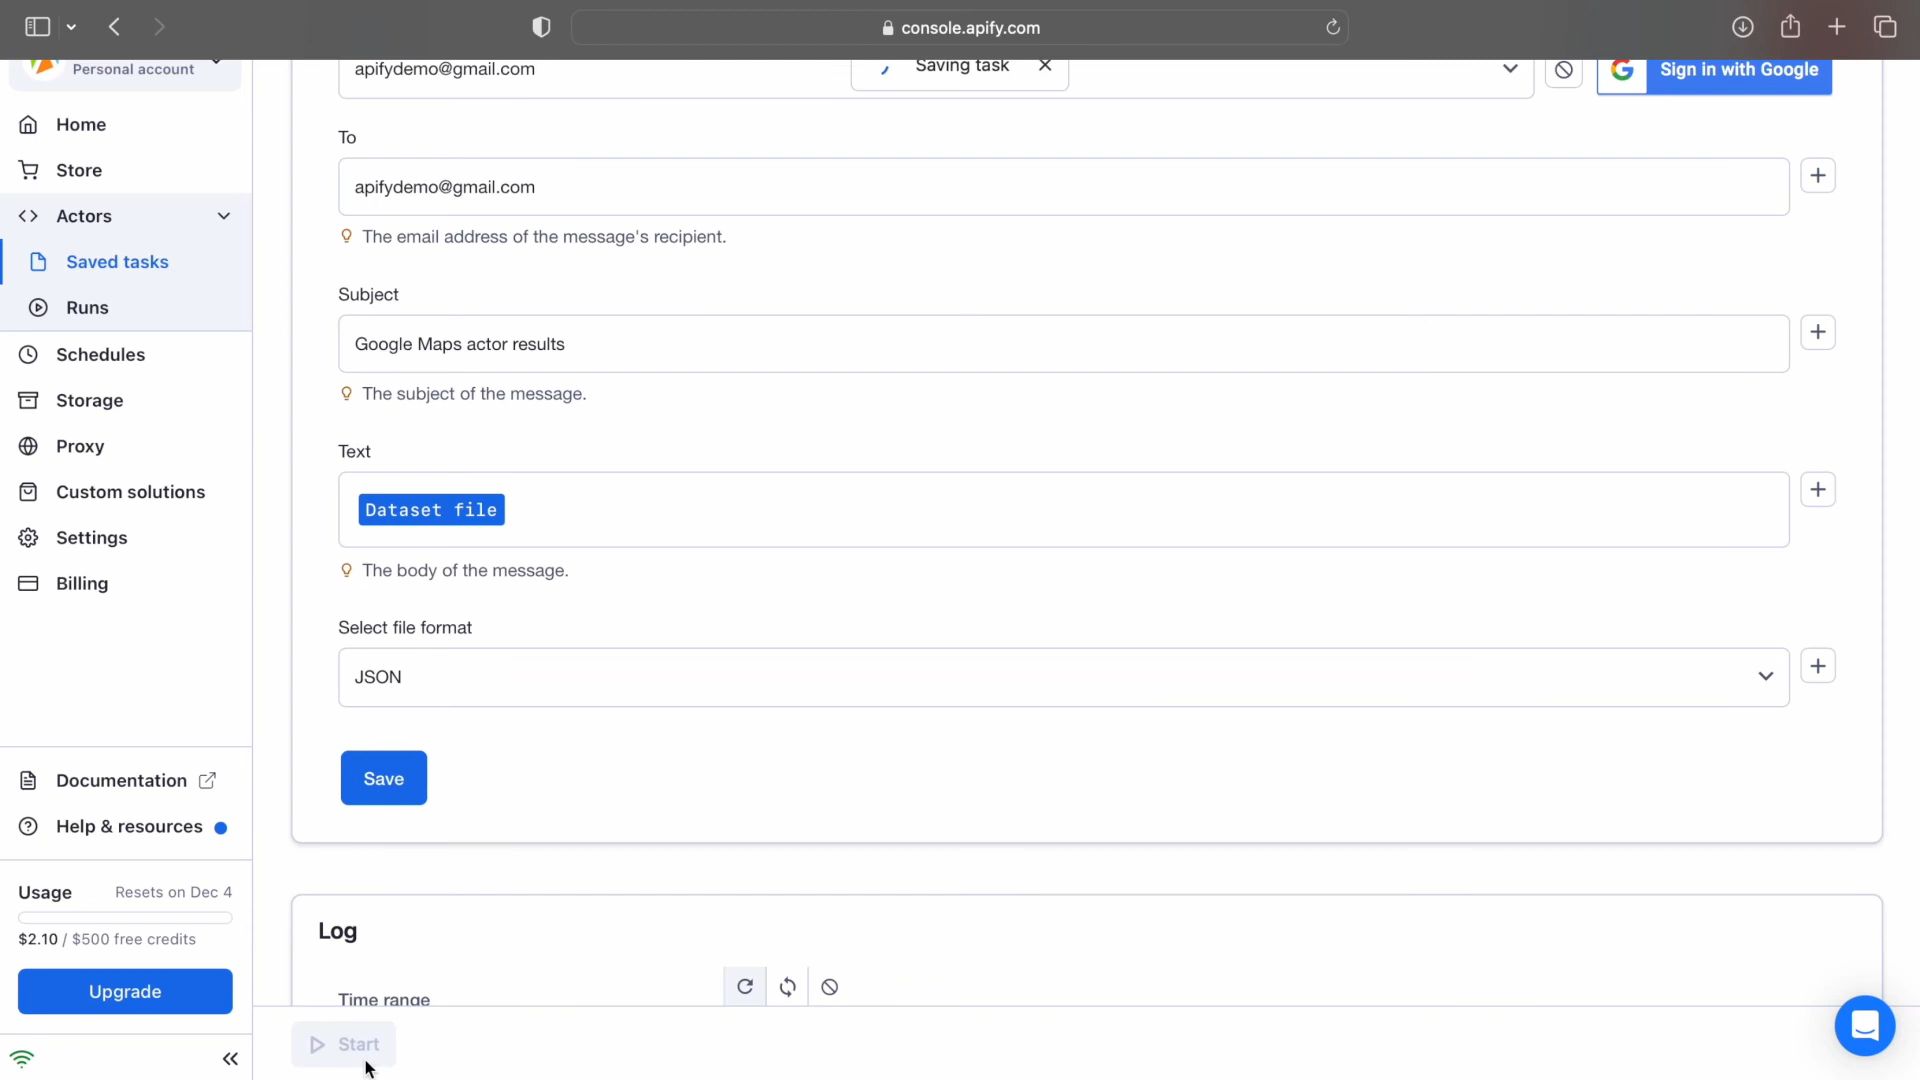 console.apify.com
Personal account
Home
Store
Actors
Saved tasks
Runs
Schedules
Storage
Proxy
Custom solutions
Settings
Billing
Documentation
Help & resources
Usage
Resets on Dec 4
$2.10 / $500 free credits
Upgrade
apifydemo@gmail.com
Saving task
Sign in with Google
To
apifydemo@gmail.com
The email address of the message's recipient.
Subject
Google Maps actor results
The subject of the message.
Text
Dataset file
The body of the message.
Select file format
JSON
Save
Log
Time range
Start